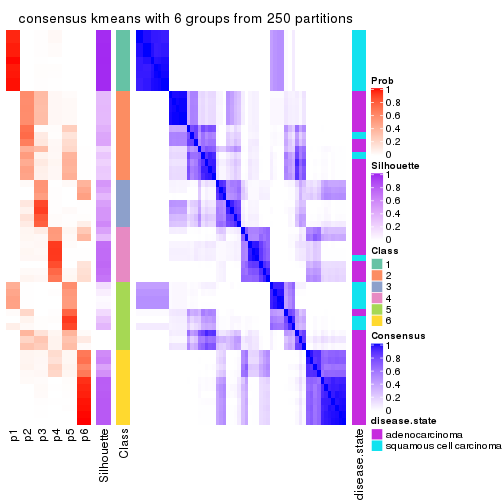 consensus kmeans with 6 groups from 250 partitions
Prob
1
0.8
0.6
0.4
0.2
0
Silhouette
1
0.8
0.6
0.4
0.2
0
Class
1
2
3
4
5
6
Consensus
1
0.8
0.6
0.4
0.2
0
disease.state
adenocarcinoma
squamous cell carcinoma
p1
p2
p3
p4
p5
p6
Silhouette
Class
disease.state